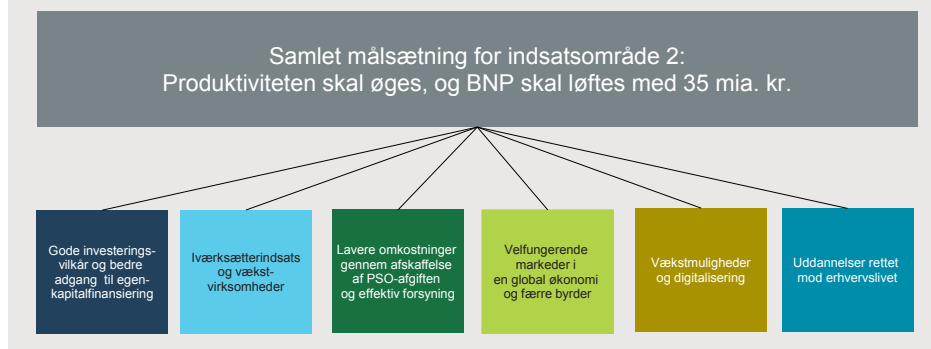 Samlet målsætning for indsatsområde 2:
Produktiviteten skal øges, og BNP skal løftes med 35 mia. kr.
Gode investerings-
vilkår og bedre
adgang til egen-
kapitalfinansiering
Iværksætterindsats
og vækst-
virksomheder
Lavere omkostninger
gennem afskaffelse
af PSO-afgiften
og effektiv forsyning
Velfungerende
markeder i
en global økonomi
og færre byrder
Vækstmuligheder
og digitalisering
Uddannelser rettet
mod erhvervslivet